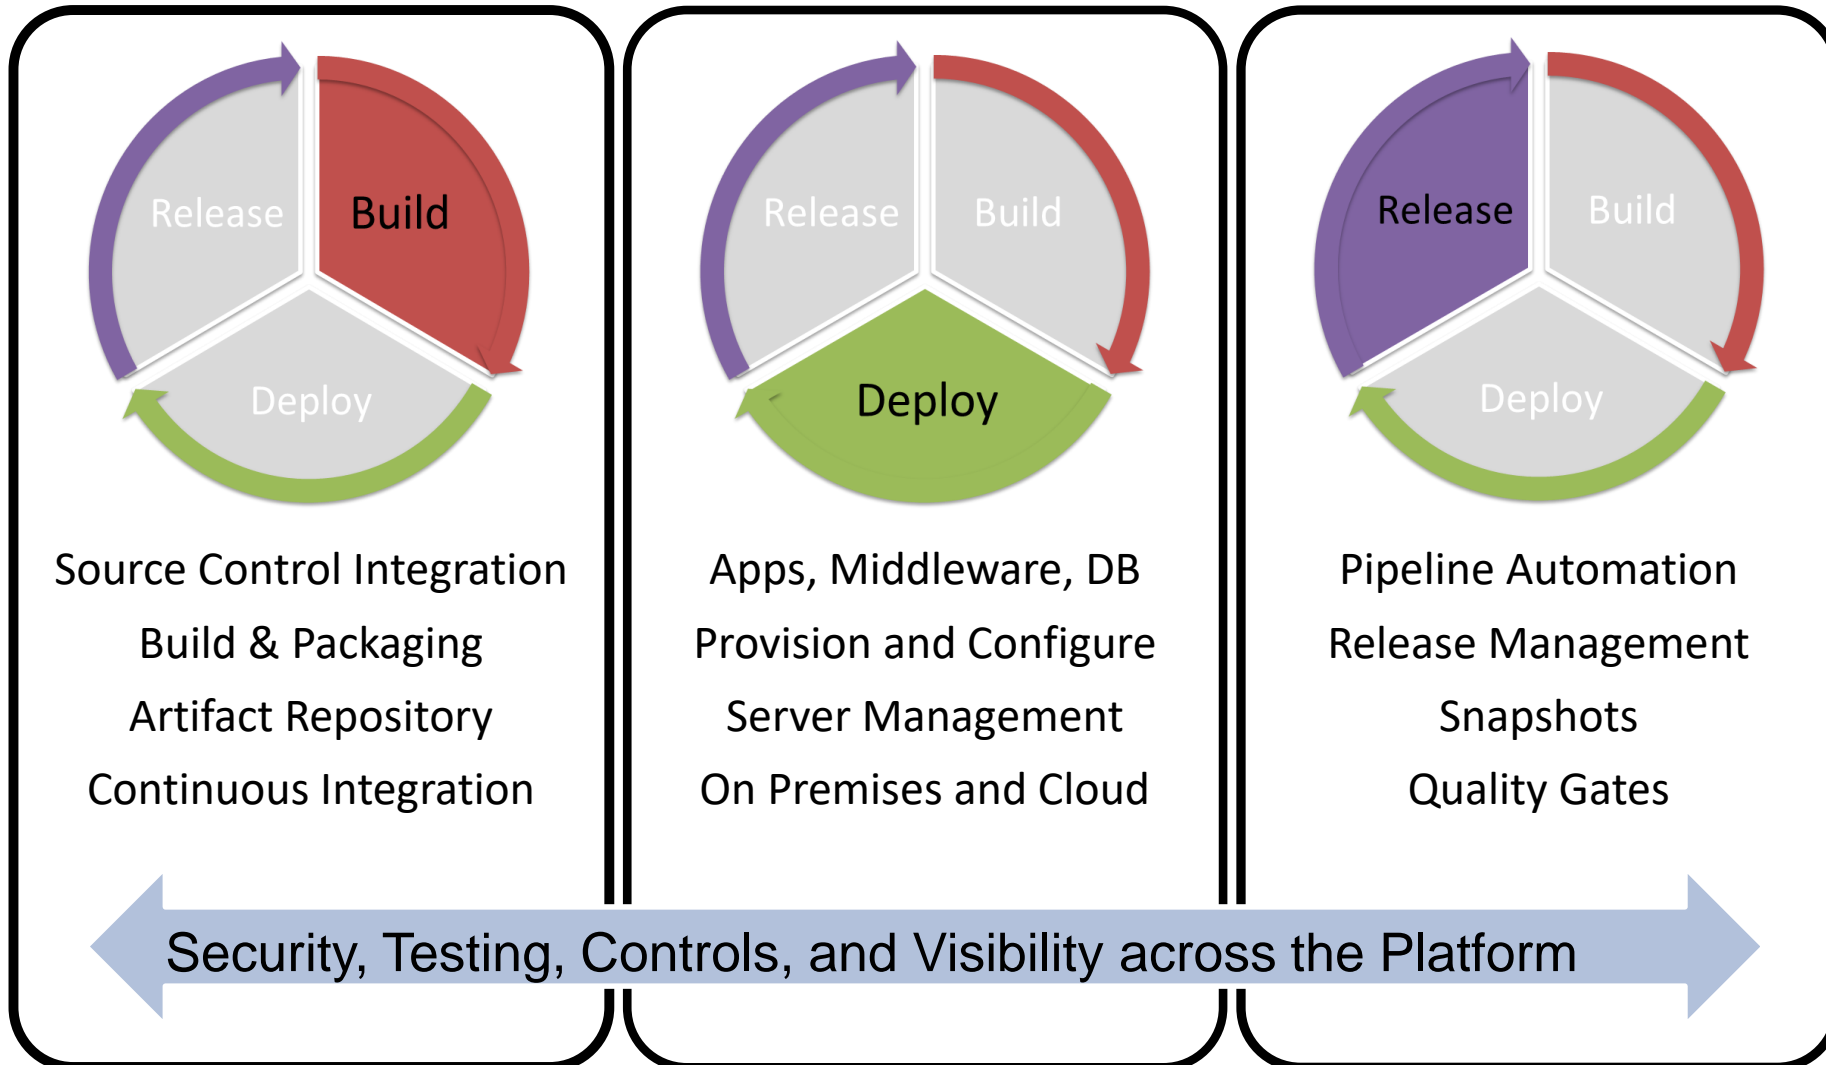 Release
Build
Deploy
Source Control Integration
Build & Packaging
Artifact Repository
Continuous Integration
Release
Build
Deploy
Apps, Middleware, DB
Provision and Configure
Server Management
On Premises and Cloud
Release
Build
Deploy
Pipeline Automation
Release Management
Snapshots
Quality Gates
Security, Testing, Controls, and Visibility across the Platform